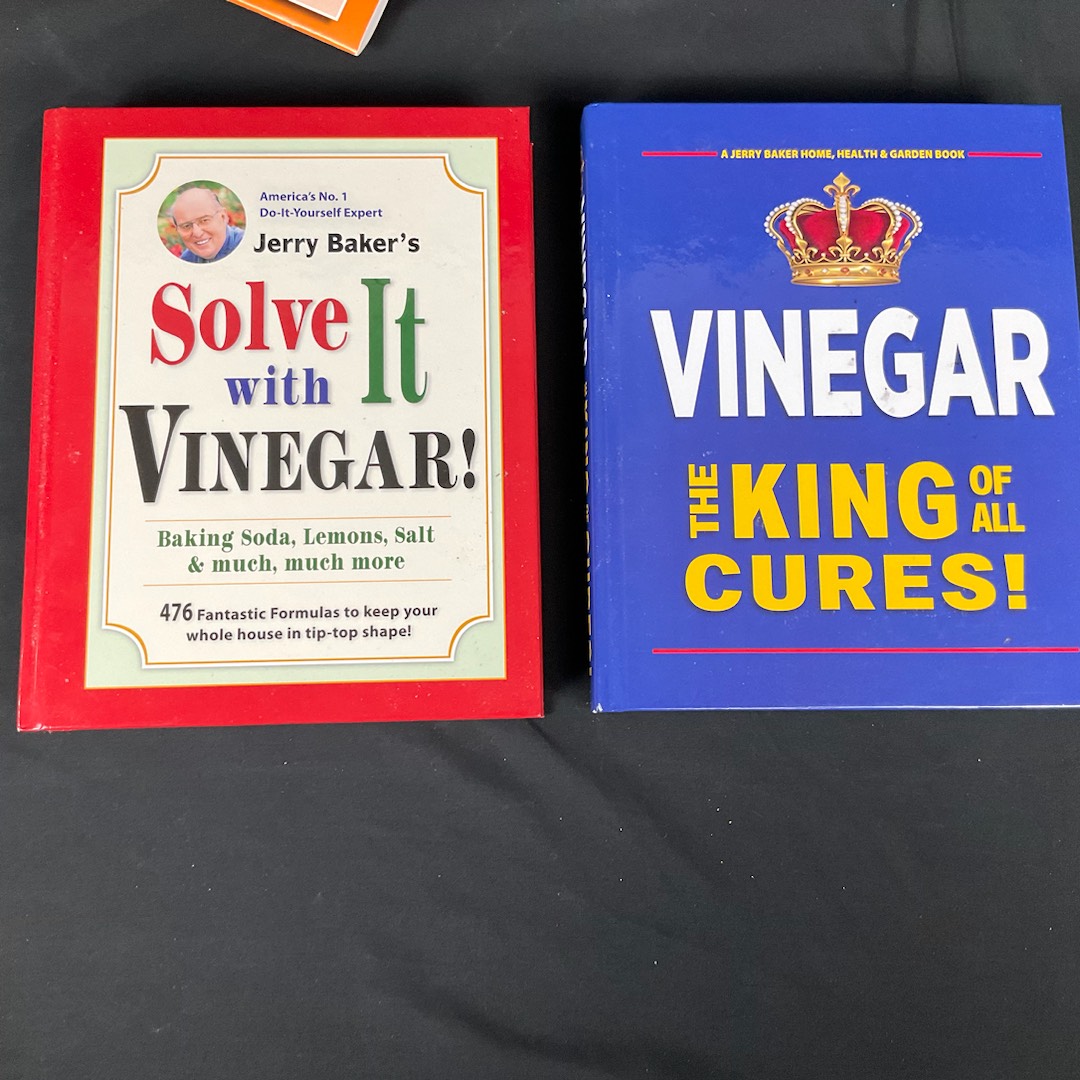 America's No. 1
Do-It-Yourself Expert
Jerry Baker's
Solve It
with
VINEGAR!
Baking Soda, Lemons, Salt
& much, much more
476 Fantastic Formulas to keep your
whole house in tip-top shape!
A JERRY BAKER HOME, HEALTH & GARDEN BOOK
VINEGAR
THE KING OF ALL
CURES!